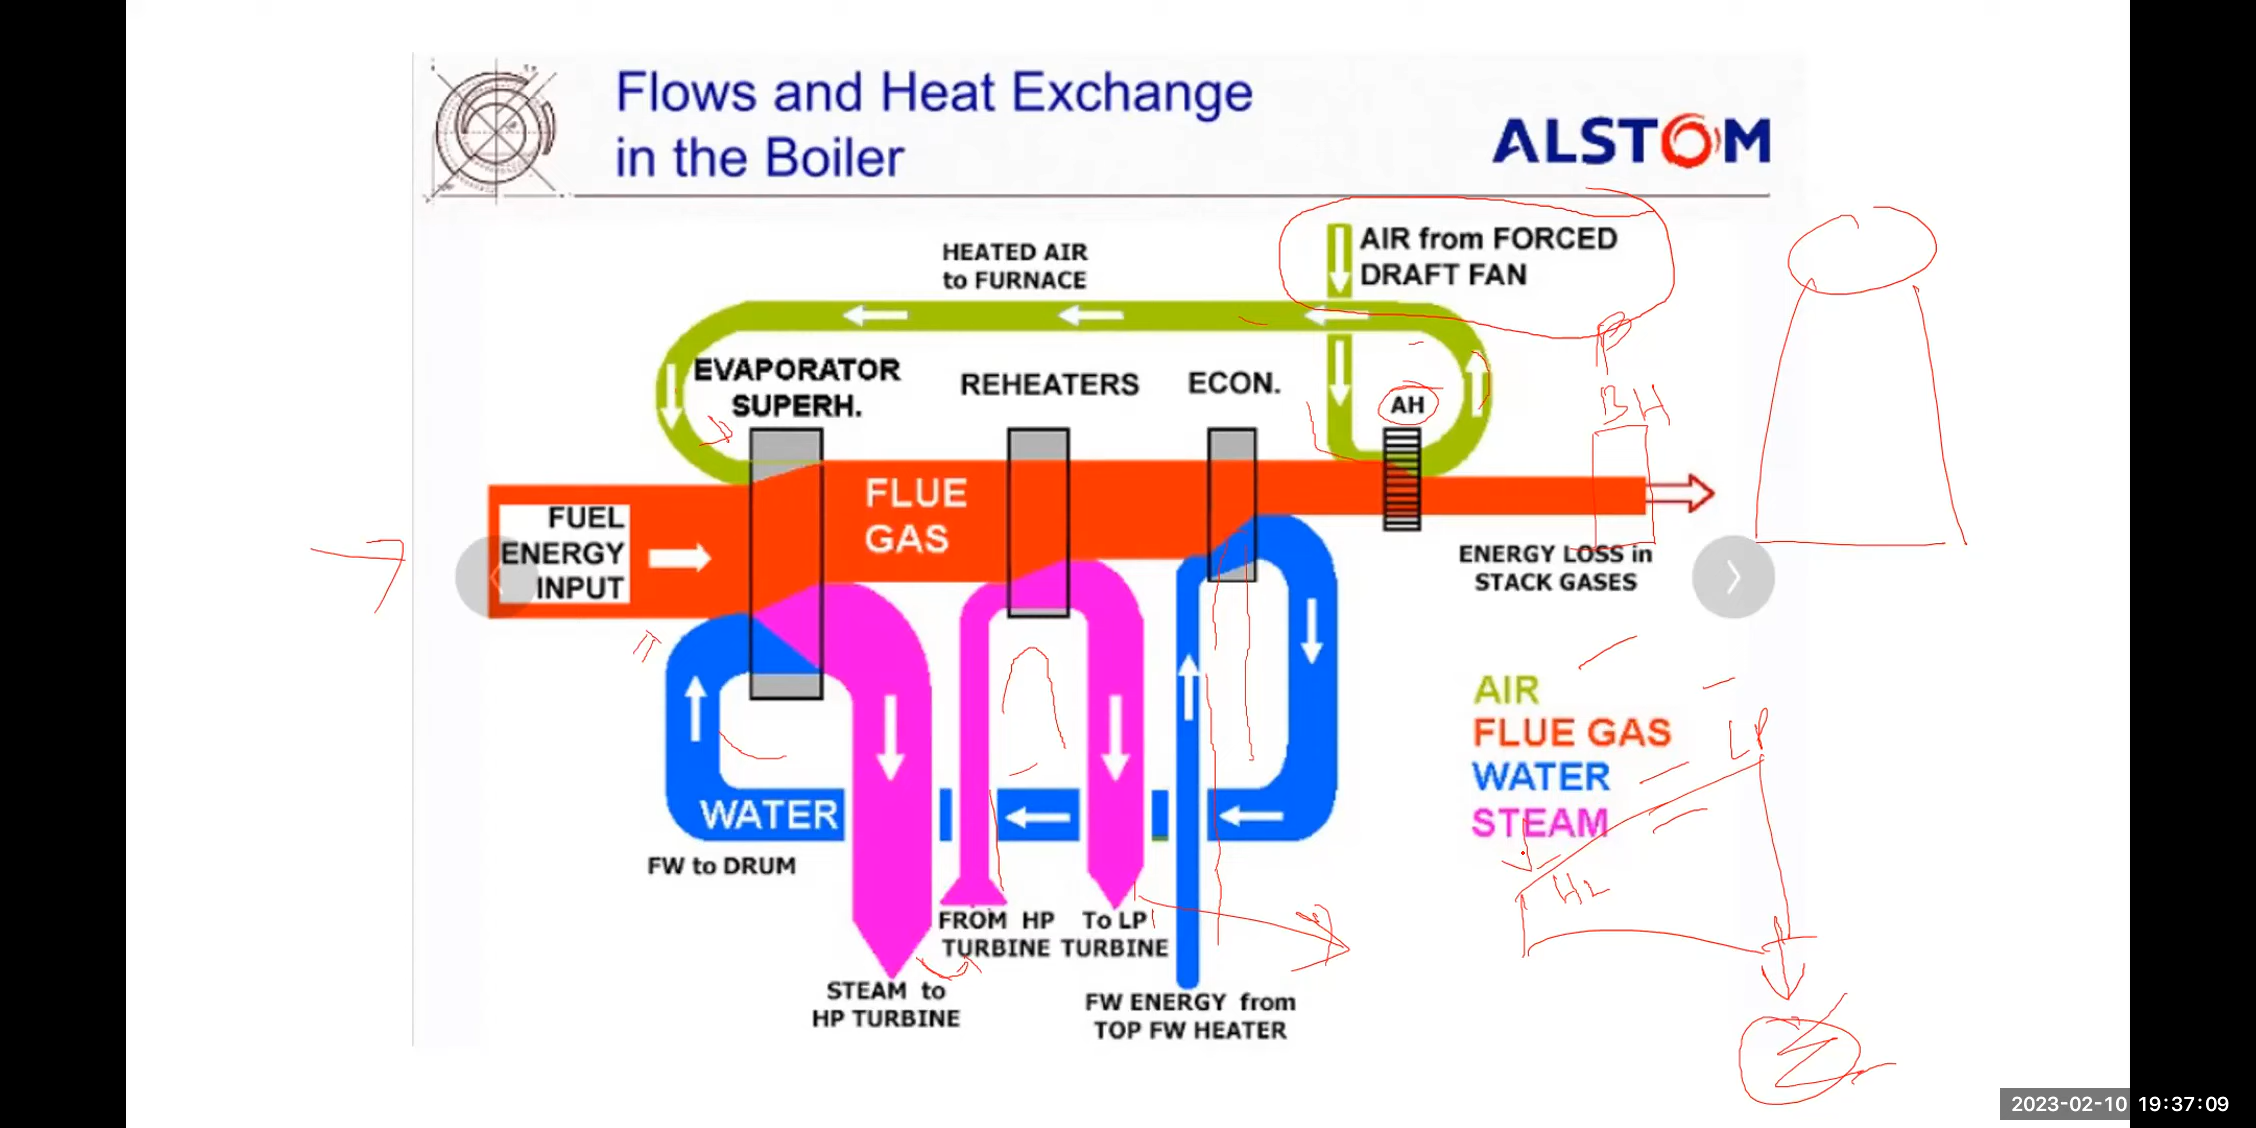 Flows and Heat Exchange
in the Boiler
ALSTOM
AIR from FORCED
DRAFT FAN
HEATED AIR
to FURNACE
EVAPORATOR
SUPERH.
REHEATERS
ECON.
AH
BH
FLUE
GAS
FUEL
ENERGY
INPUT
ENERGY LOSS in
STACK GASES
AIR
FLUE GAS
WATER
STEAM
LP
WATER
FW to DRUM
FROM HP
TURBINE
To LP
TURBINE
STEAM to
HP TURBINE
FW ENERGY from
TOP FW HEATER
2023-02-10 19:37:09